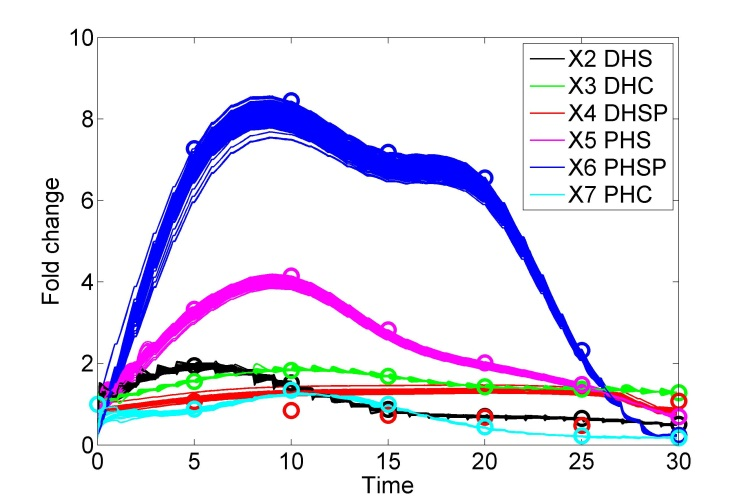 10
8
6
4
2
0
0
5
10
15
20
25
30
Fold change
Time
X2 DHS
X3 DHC
X4 DHSP
X5 PHS
X6 PHSP
X7 PHC